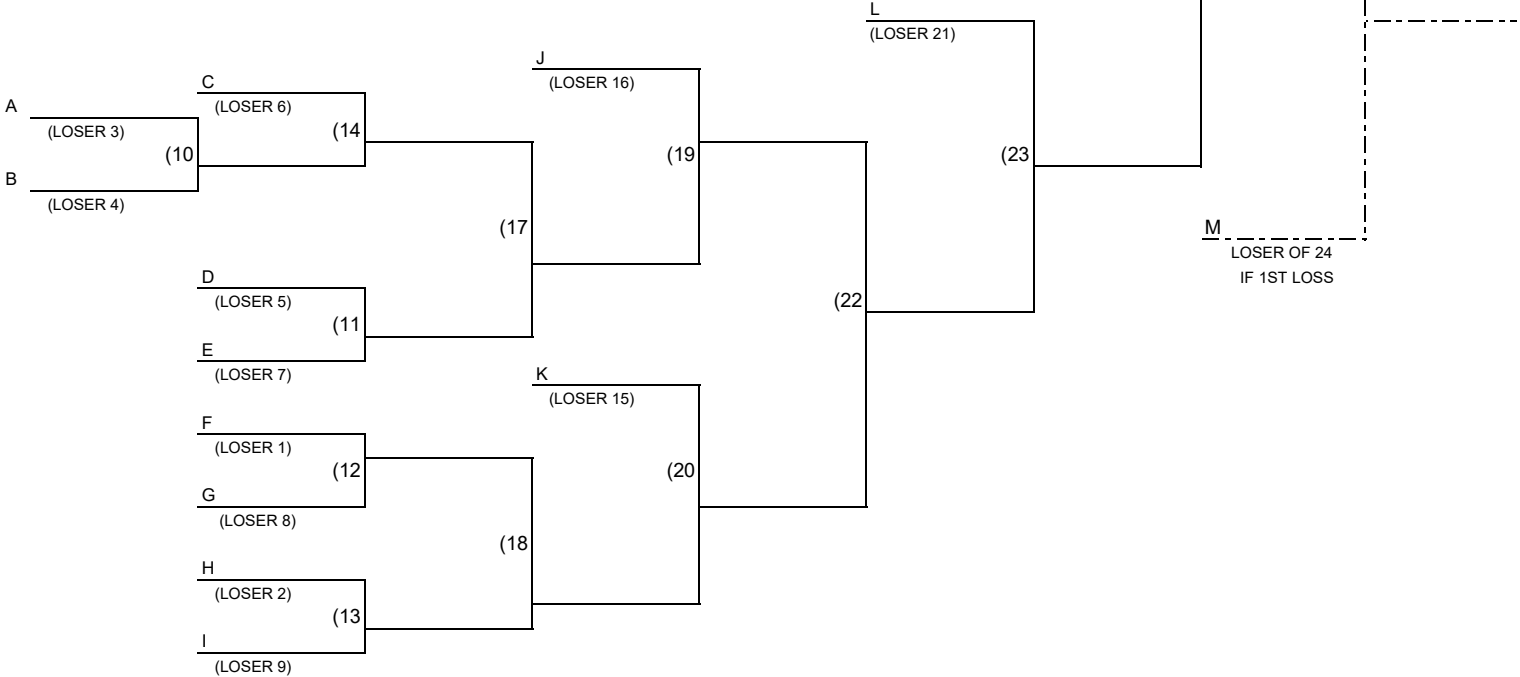 L
(LOSER 21)
J
(LOSER 16)
C
(LOSER 6)
A
(LOSER 3)
(14
(10
(19
(23
B
(LOSER 4)
(17
M
LOSER OF 24
IF 1ST LOSS
D
(LOSER 5)
(22
(11
E
(LOSER 7)
K
(LOSER 15)
F
(LOSER 1)
(12
(20
G
(LOSER 8)
(18
H
(LOSER 2)
(13
I
(LOSER 9)